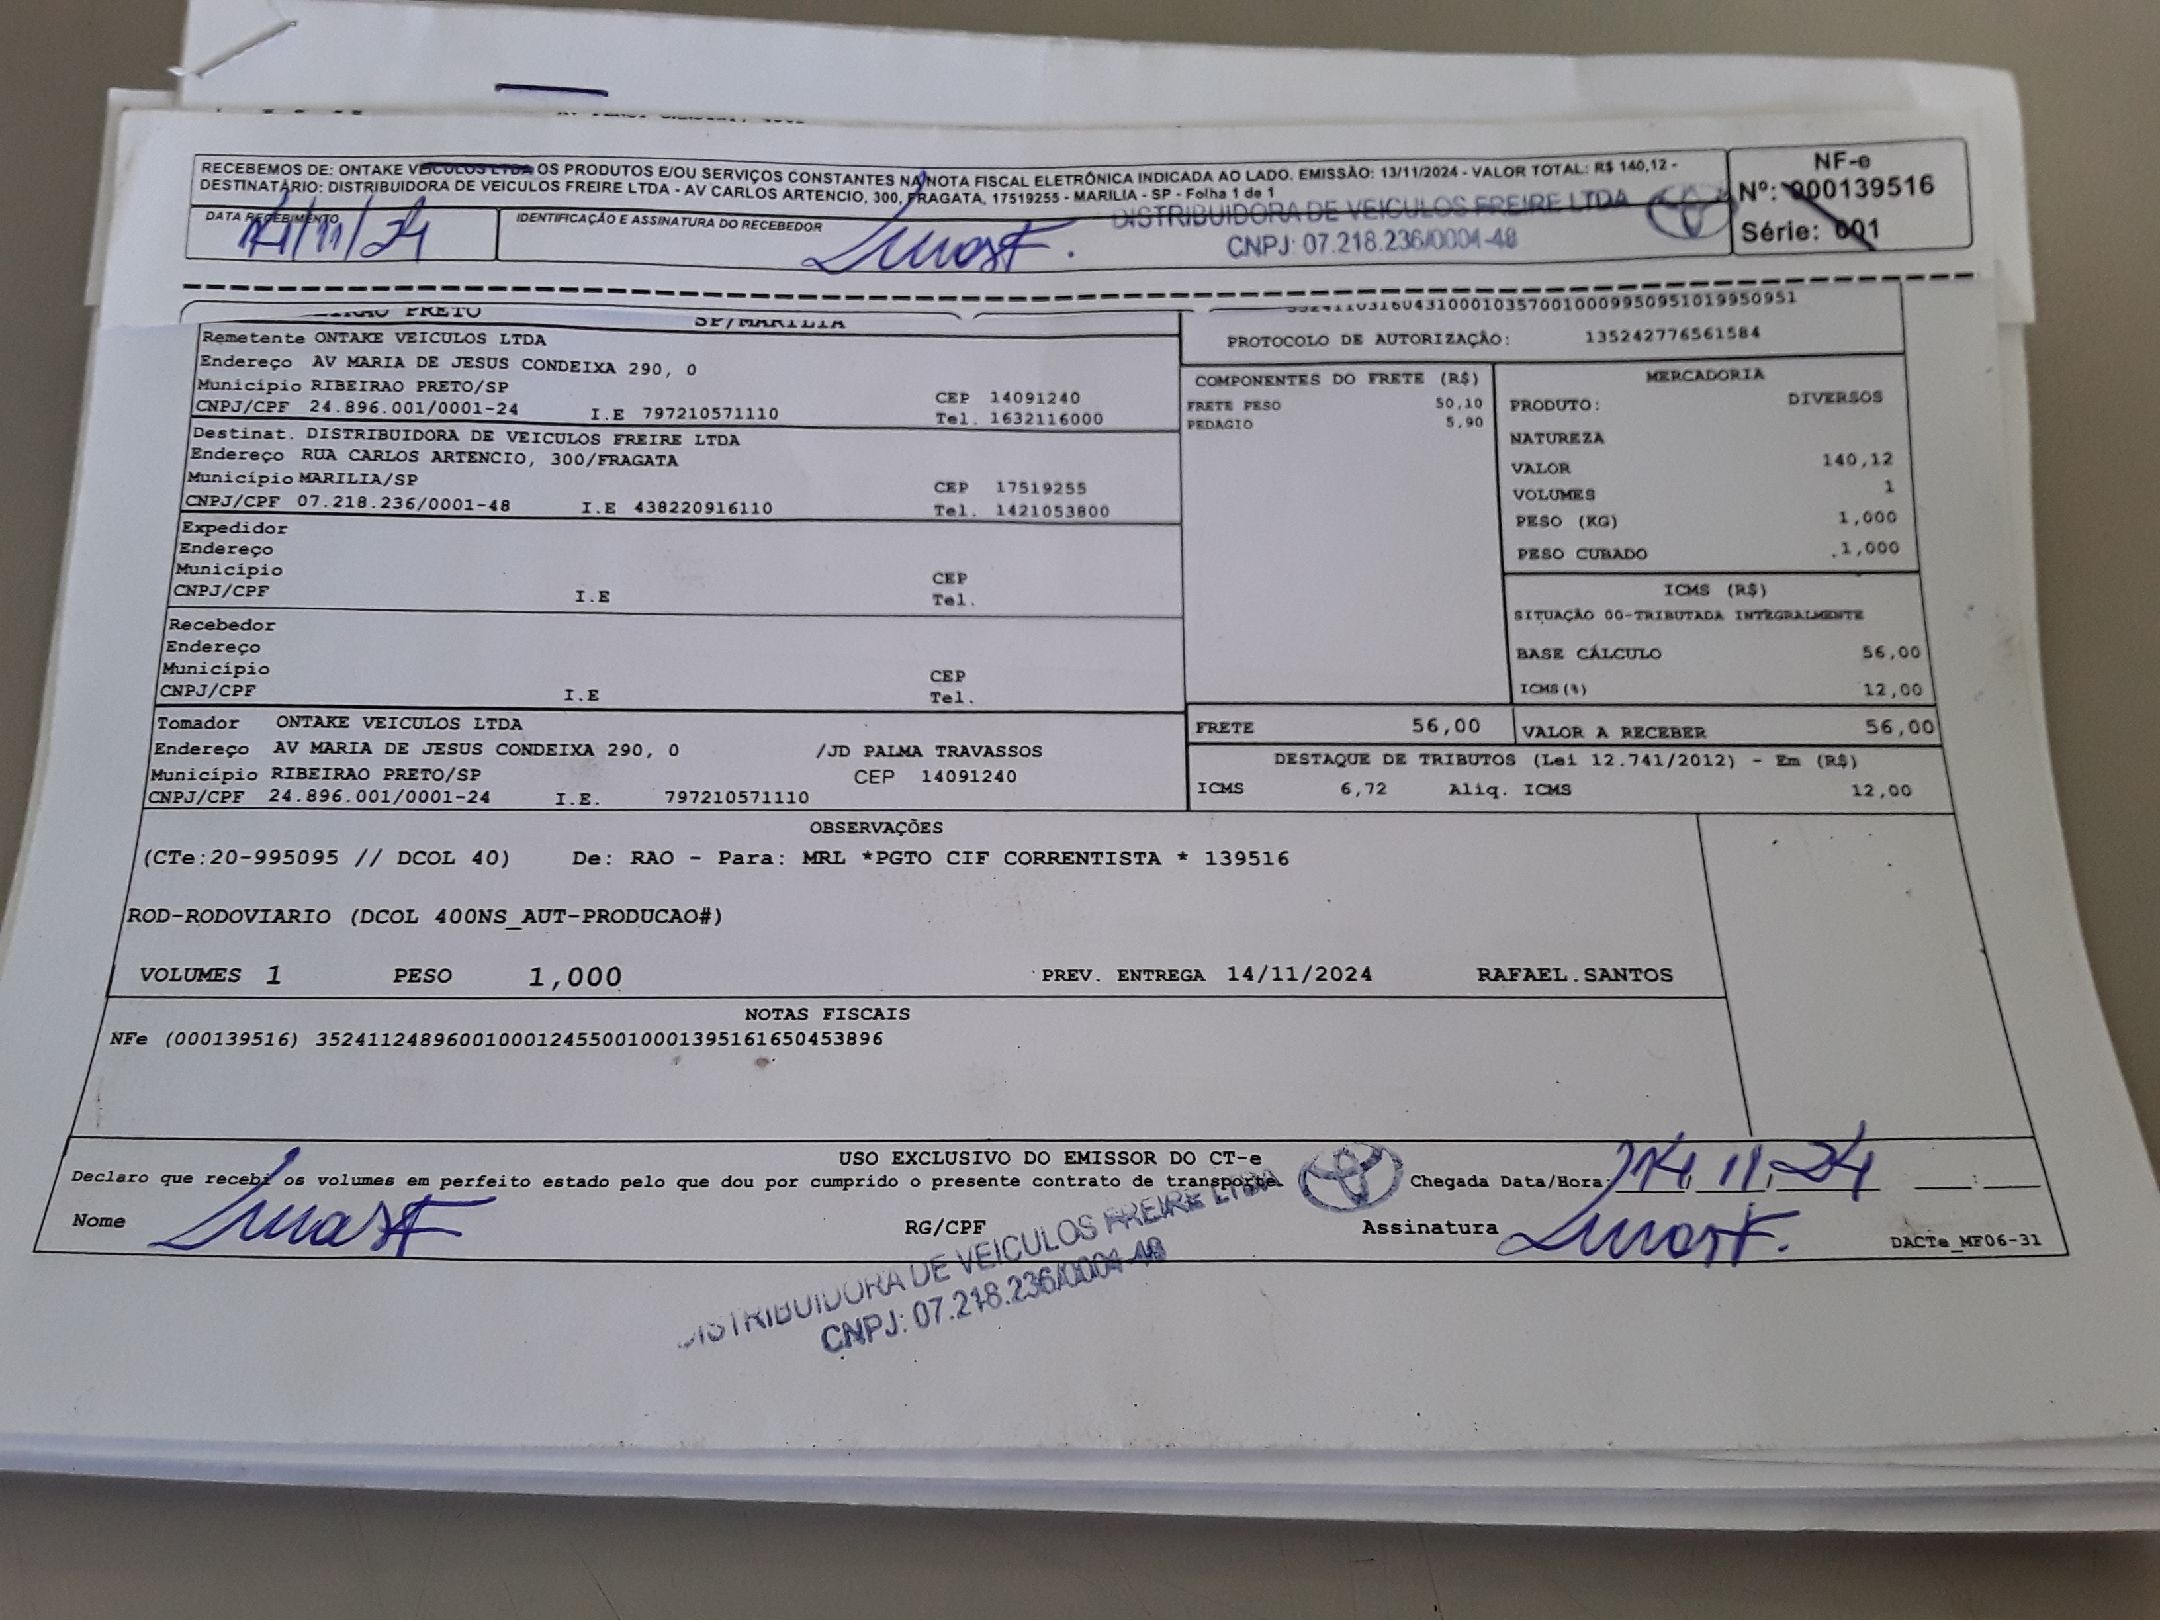 RECEBEMOS DE: ONTAKE VEICULOS LTDA OS PRODUTOS E/OU SERVIÇOS CONSTANTES NA NOTA FISCAL ELETRÔNICA INDICADA AO LADO. EMISSÃO: 13/11/2024 - VALOR TOTAL: R$ 140,12 -
DESTINATÁRIO: DISTRIBUIDORA DE VEICULOS FREIRE LTDA - AV CARLOS ARTENCIO, 300, FRAGATA, 17519255 - MARILIA - SP - Folha 1 de 1
NF-e
Nº: 000139516
Série: 001
DATA RECEBIMENTO
14/11/24
IDENTIFICAÇÃO E ASSINATURA DO RECEBEDOR
DISTRIBUIDORA DE VEICULOS FREIRE LTDA
CNPJ: 07.218.236/0001-48
PRETO SP/MARILIA
Remetente ONTAKE VEICULOS LTDA
Endereço AV MARIA DE JESUS CONDEIXA 290, 0
Município RIBEIRAO PRETO/SP CEP 14091240
CNPJ/CPF 24.896.001/0001-24 I.E 797210571110 Tel. 1632116000
Destinat. DISTRIBUIDORA DE VEICULOS FREIRE LTDA
Endereço RUA CARLOS ARTENCIO, 300/FRAGATA
Município MARILIA/SP CEP 17519255
CNPJ/CPF 07.218.236/0001-48 I.E 438220916110 Tel. 1421053800
Expedidor
Endereço
Município CEP
CNPJ/CPF I.E Tel.
Recebedor
Endereço
Município CEP
CNPJ/CPF I.E Tel.
Tomador ONTAKE VEICULOS LTDA
Endereço AV MARIA DE JESUS CONDEIXA 290, 0 /JD PALMA TRAVASSOS
Município RIBEIRAO PRETO/SP CEP 14091240
CNPJ/CPF 24.896.001/0001-24 I.E. 797210571110
PROTOCOLO DE AUTORIZAÇÃO: 135242776561584
COMPONENTES DO FRETE (R$)
FRETE PESO 50,10
PEDAGIO 5,90
MERCADORIA
PRODUTO: DIVERSOS
NATUREZA
VALOR 140,12
VOLUMES 1
PESO (KG) 1,000
PESO CUBADO 1,000
ICMS (R$)
SITUAÇÃO 00-TRIBUTADA INTEGRALMENTE
BASE CÁLCULO 56,00
ICMS(%) 12,00
FRETE 56,00 VALOR A RECEBER 56,00
DESTAQUE DE TRIBUTOS (Lei 12.741/2012) - Em (R$)
ICMS 6,72 Aliq. ICMS 12,00
OBSERVAÇÕES
(CTe:20-995095 // DCOL 40) De: RAO - Para: MRL *PGTO CIF CORRENTISTA * 139516
ROD-RODOVIARIO (DCOL 400NS_AUT-PRODUCAO#)
VOLUMES 1 PESO 1,000 PREV. ENTREGA 14/11/2024 RAFAEL.SANTOS
NOTAS FISCAIS
NFe (000139516) 35241124896001000124550010001395161650453896
USO EXCLUSIVO DO EMISSOR DO CT-e
Declaro que recebi os volumes em perfeito estado pelo que dou por cumprido o presente contrato de transporte. Chegada Data/Hora: 14 11 24 :
Nome RG/CPF Assinatura
DACTe_MF06-31
DISTRIBUIDORA DE VEICULOS FREIRE LTDA
CNPJ: 07.218.236/0001-48